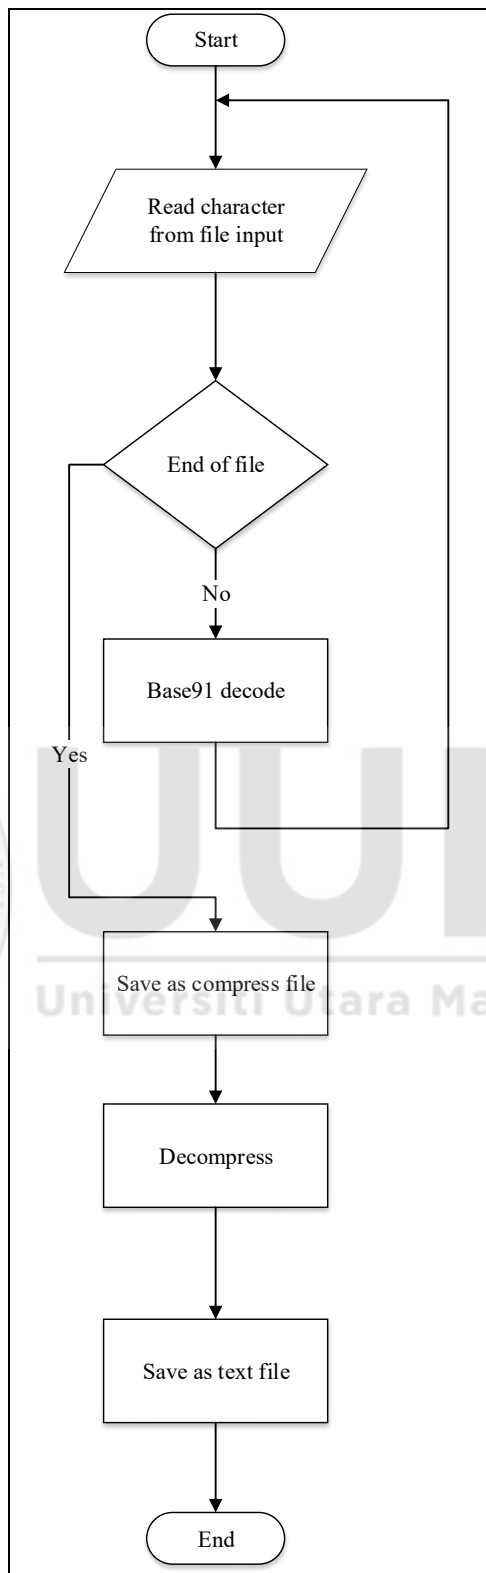 Start
Read character
from file input
End of file
No
Base91 decode
Yes
UU
Save as compress file
Universiti Utara Ma
Decompress
Save as text file
End